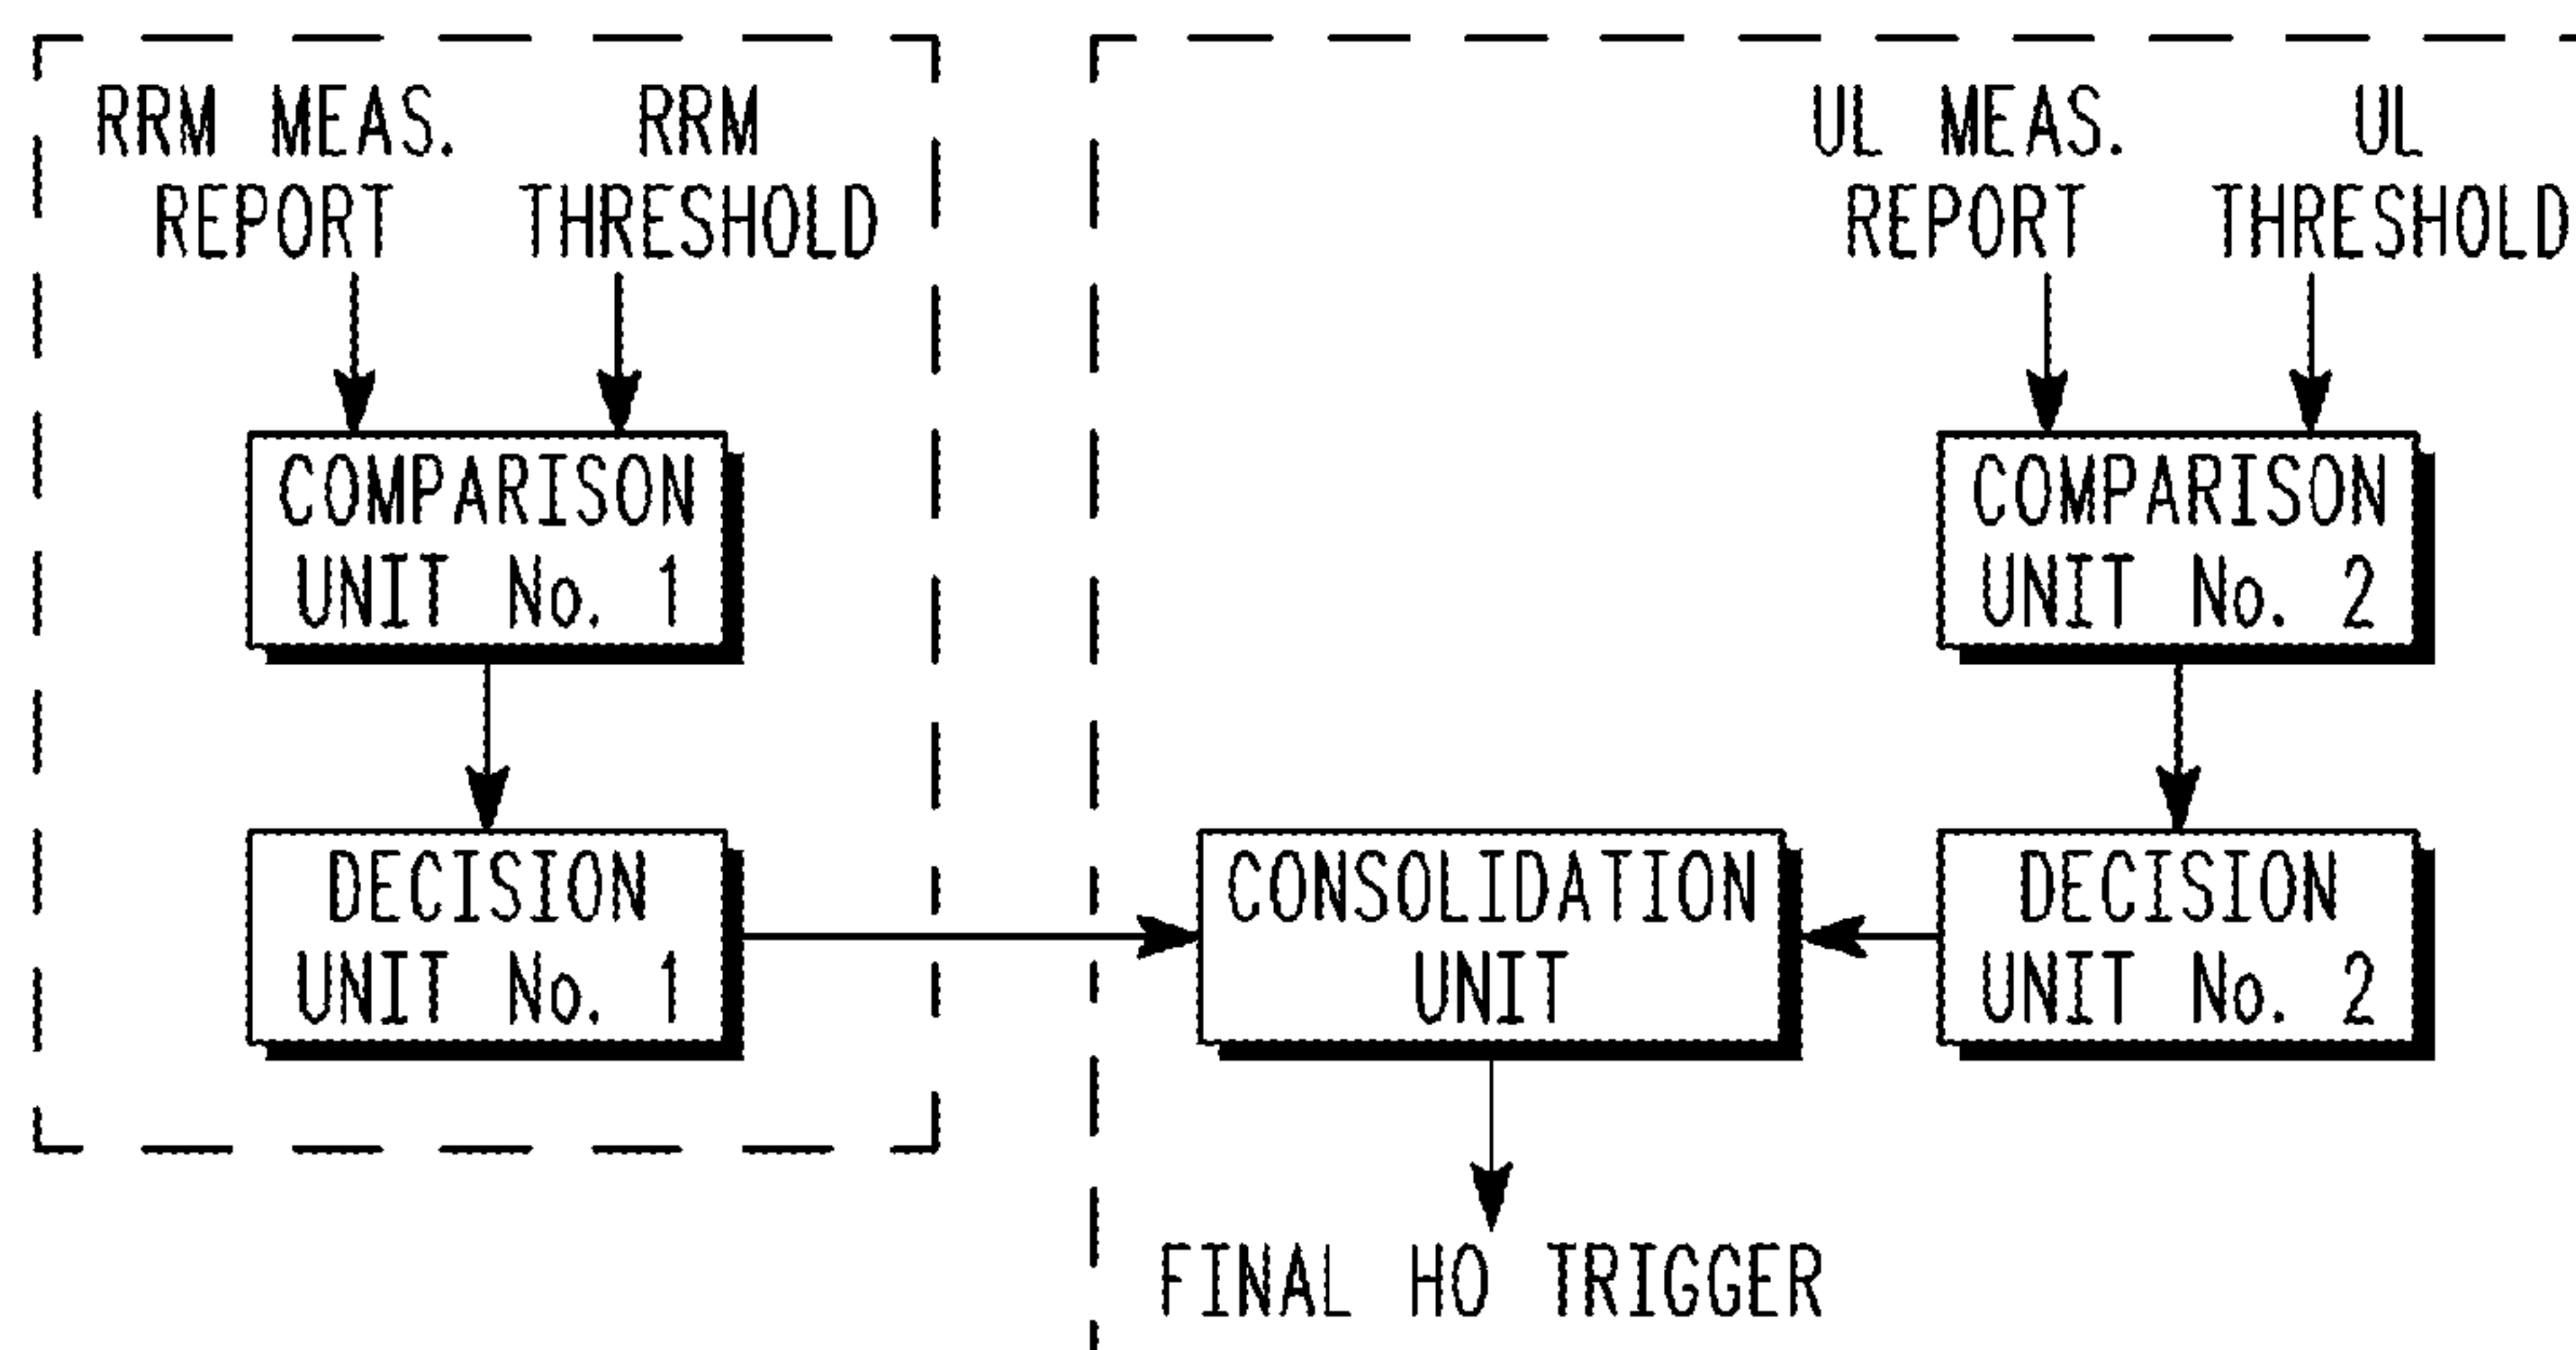 RRM MEAS.
REPORT
RRM
THRESHOLD
COMPARISON
UNIT No. 1
DECISION
UNIT No. 1
UL MEAS.
REPORT
UL
THRESHOLD
COMPARISON
UNIT No. 2
DECISION
UNIT No. 2
CONSOLIDATION
UNIT
FINAL HO TRIGGER